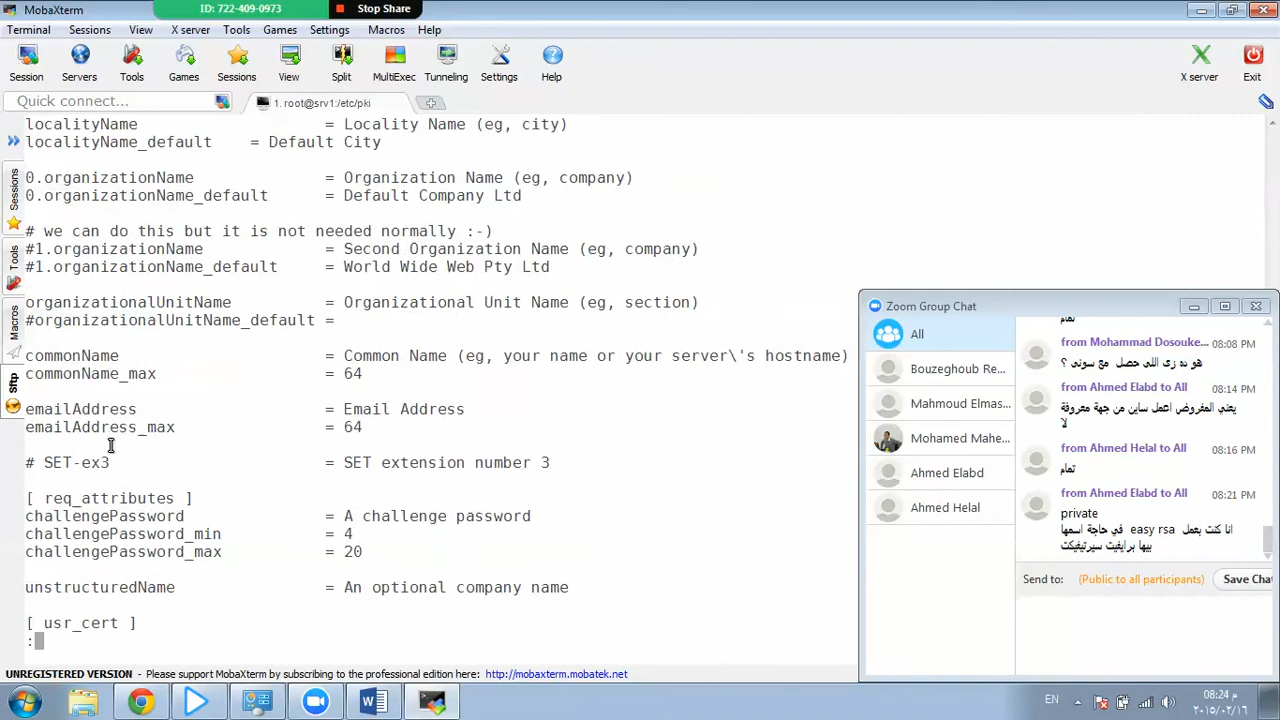 MobaXterm
ID: 722-409-0973
Stop Share
Terminal Sessions View X server Tools Games Settings Macros Help
Session Servers Tools Games Sessions View Split MultiExec Tunneling Settings Help X server Exit
Quick connect...
1. root@srv1:/etc/pki
Sessions
Tools
Macros
Sftp
localityName = Locality Name (eg, city)
localityName_default = Default City
0.organizationName = Organization Name (eg, company)
0.organizationName_default = Default Company Ltd
# we can do this but it is not needed normally :-)
#1.organizationName = Second Organization Name (eg, company)
#1.organizationName_default = World Wide Web Pty Ltd
organizationalUnitName = Organizational Unit Name (eg, section)
#organizationalUnitName_default =
commonName = Common Name (eg, your name or your server\'s hostname)
commonName_max = 64
emailAddress = Email Address
emailAddress_max = 64
# SET-ex3 = SET extension number 3
[ req_attributes ]
challengePassword = A challenge password
challengePassword_min = 4
challengePassword_max = 20
unstructuredName = An optional company name
[ usr_cert ]
:
Zoom Group Chat
All
Bouzeghoub Re...
Mahmoud Elmas...
Mohamed Mahe...
Ahmed Elabd
Ahmed Helal
تمام
from Mohammad Dosouke... 08:08 PM
هو ده زى اللى حصل مع سونى ؟
from Ahmed Elabd to All 08:14 PM
يعني المفروض اعمل ساين من جهة معروفة
لا
from Ahmed Helal to All 08:16 PM
تمام
from Ahmed Elabd to All 08:21 PM
private
انا كنت بعمل easy rsa في حاجة اسمها
بيها برايفيت سيرتيفيكت
Send to: (Public to all participants) Save Chat
UNREGISTERED VERSION - Please support MobaXterm by subscribing to the professional edition here: http://mobaxterm.mobatek.net
EN
08:24 م
٢٠١٥/٠٢/١٦